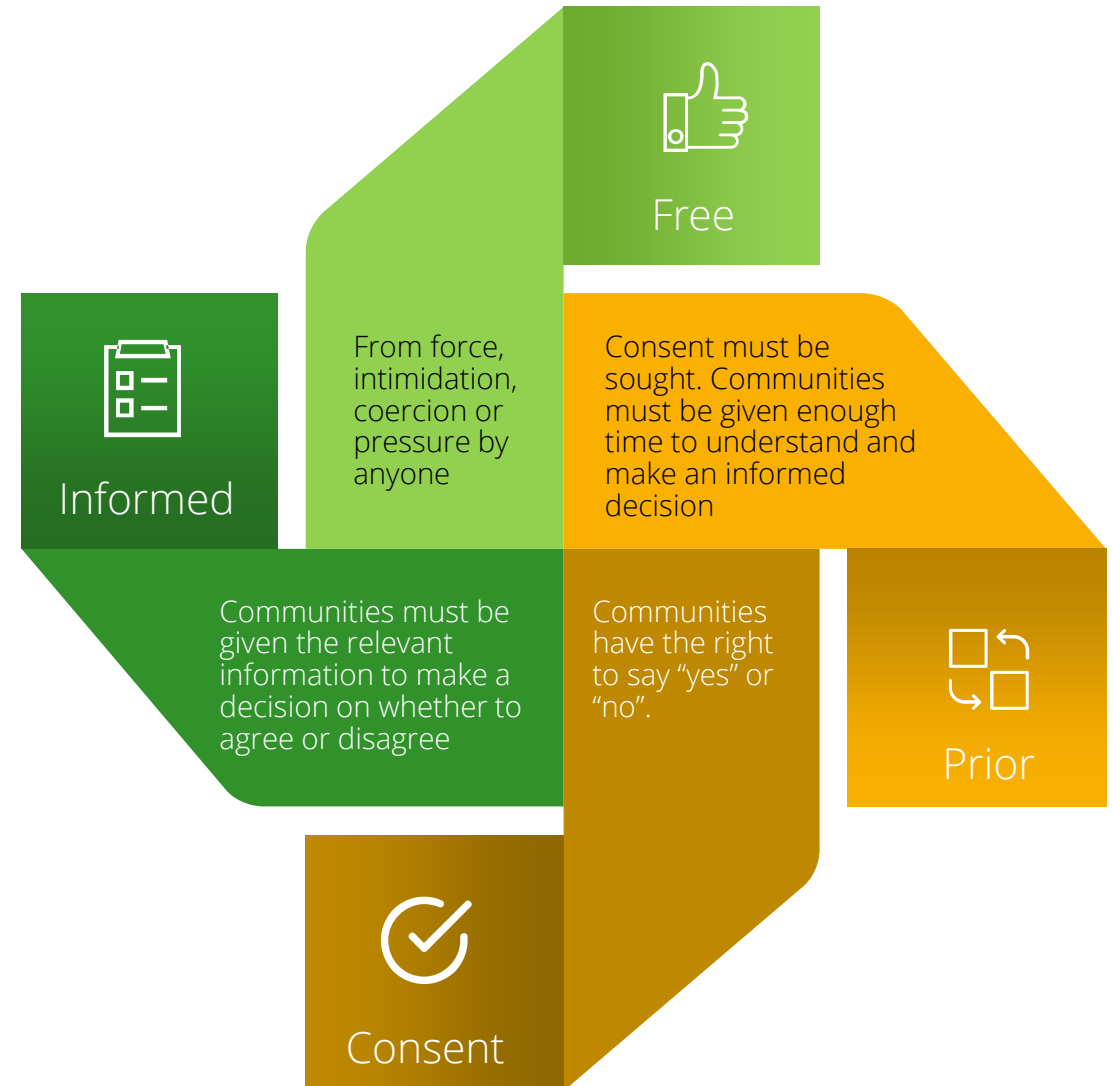 Free
From force,
intimidation,
coercion or
pressure by
anyone
Consent must be
sought. Communities
must be given enough
time to understand and
make an informed
decision
Informed
Communities must be
given the relevant
information to make a
decision on whether to
agree or disagree
Communities
have the right
to say “yes” or
“no”.
Prior
Consent